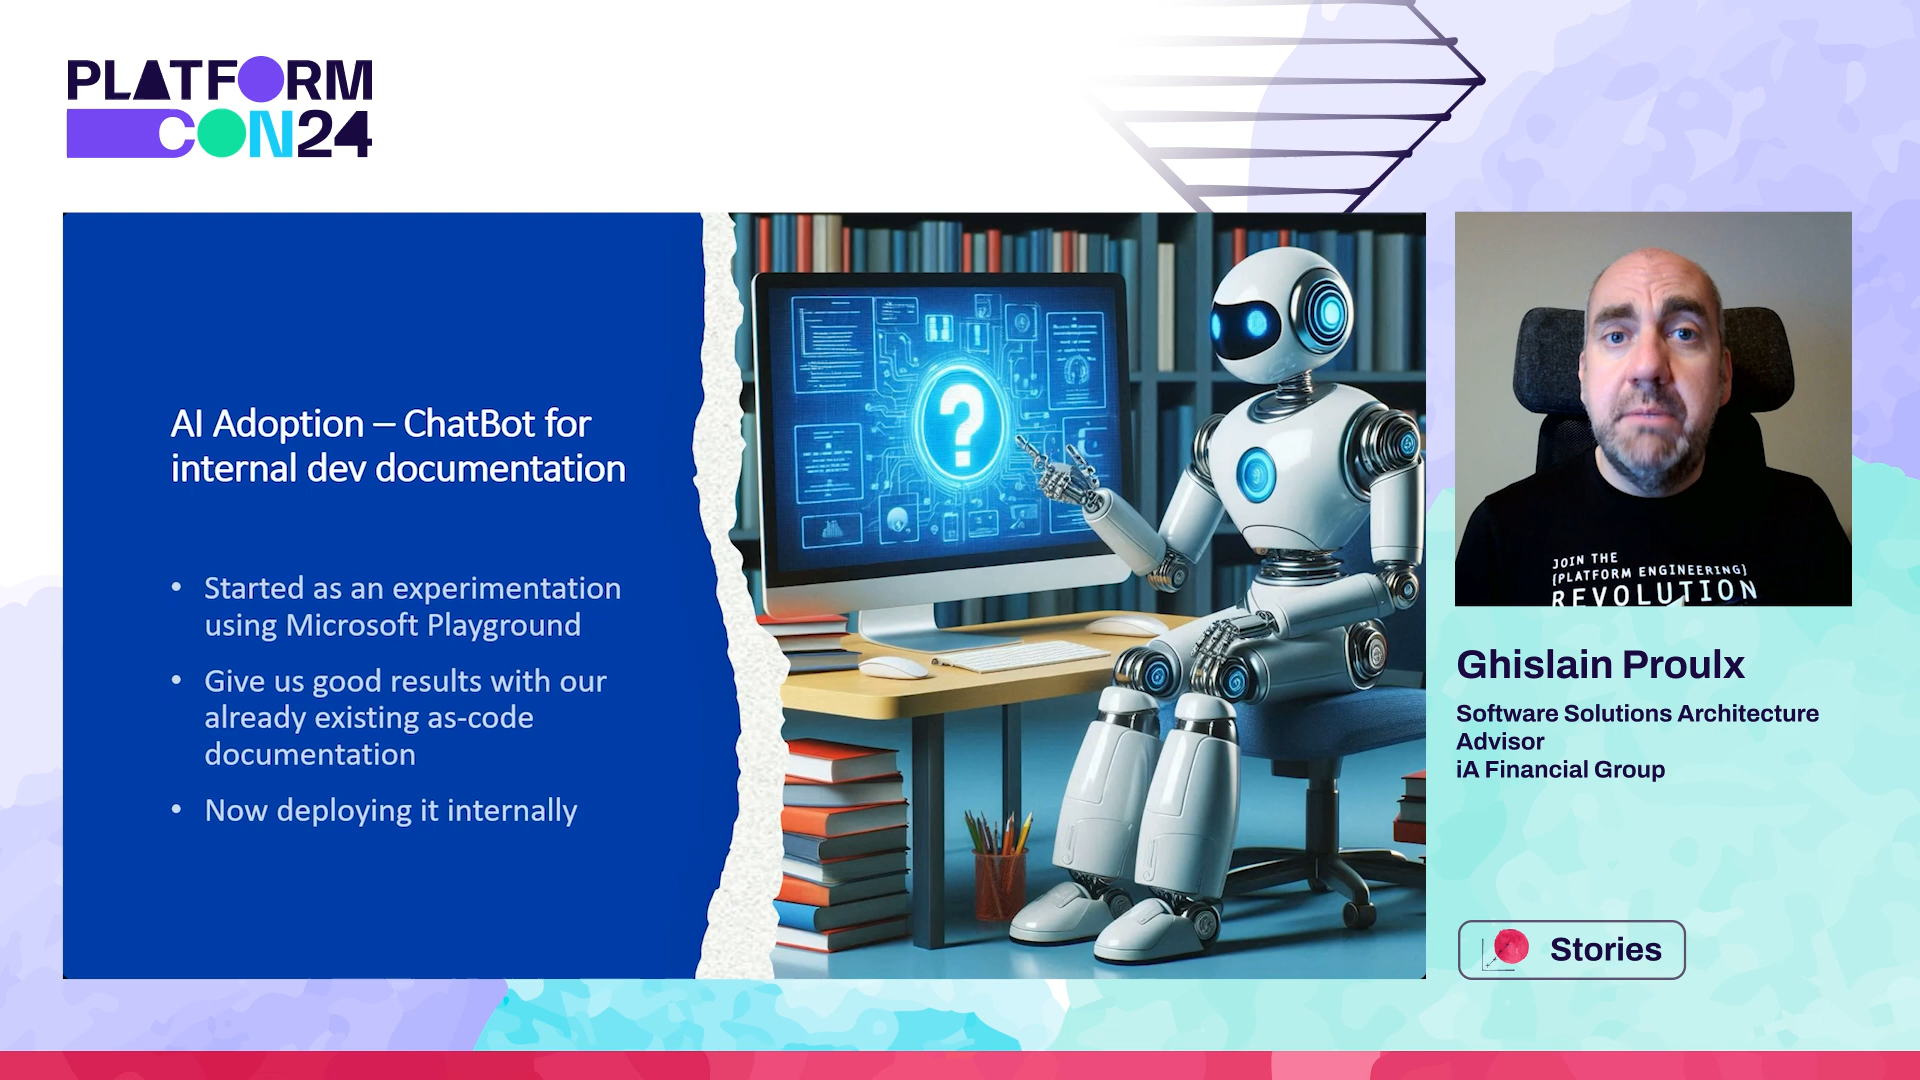 PLATFORM
CON24
AI Adoption – ChatBot for
internal dev documentation
• Started as an experimentation
using Microsoft Playground
• Give us good results with our
already existing as-code
documentation
• Now deploying it internally
?
JOIN THE
{PLATFORM ENGINEERING}
REVOLUTION
Ghislain Proulx
Software Solutions Architecture
Advisor
iA Financial Group
Stories